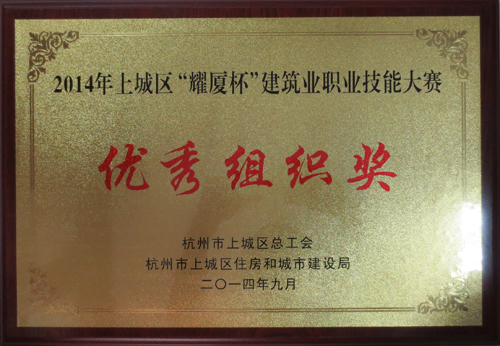 2014年上城区“耀厦杯”建筑业职业技能大赛
优秀组织奖
杭州市上城区总工会
杭州市上城区住房和城市建设局
二〇一四年九月